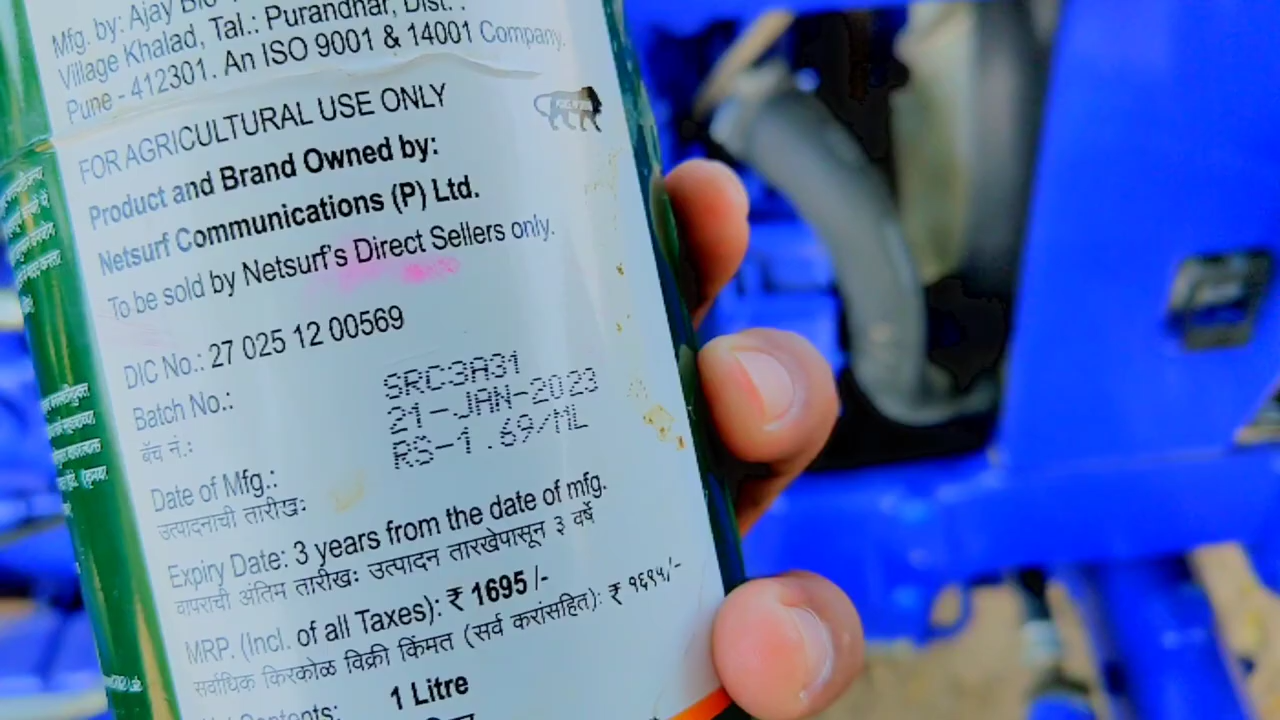 Mfg. by: Ajay Bio
Village Khalad, Tal.: Purandhar, Dist. :
Pune - 412301. An ISO 9001 & 14001 Company.
FOR AGRICULTURAL USE ONLY
Product and Brand Owned by:
Netsurf Communications (P) Ltd.
To be sold by Netsurf's Direct Sellers only.
DIC No.: 27 025 12 00569
Batch No.: SRC3A31
बॅच नं.:
21-JAN-2023
RS-1.69/ML
Date of Mfg.:
उत्पादनाची तारीखः
Expiry Date: 3 years from the date of mfg.
वापराची अंतिम तारीखः उत्पादन तारखेपासून ३ वर्षे
MRP. (Incl. of all Taxes): ₹ 1695 /-
सर्वाधिक किरकोळ विक्री किंमत (सर्व करांसहित): ₹ १६९५/-
Contents: 1 Litre